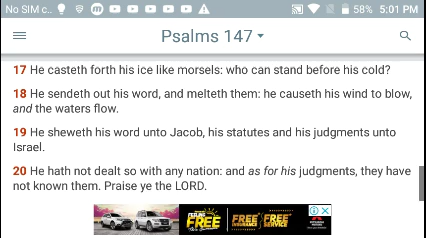 No SIM c..
58% 5:01 PM
Psalms 147
17 He casteth forth his ice like morsels: who can stand before his cold?
18 He sendeth out his word, and melteth them: he causeth his wind to blow,
and the waters flow.
19 He sheweth his word unto Jacob, his statutes and his judgments unto
Israel.
20 He hath not dealt so with any nation: and as for his judgments, they have
not known them. Praise ye the LORD.
FREE
FREE INSURANCE FREE SERVICE